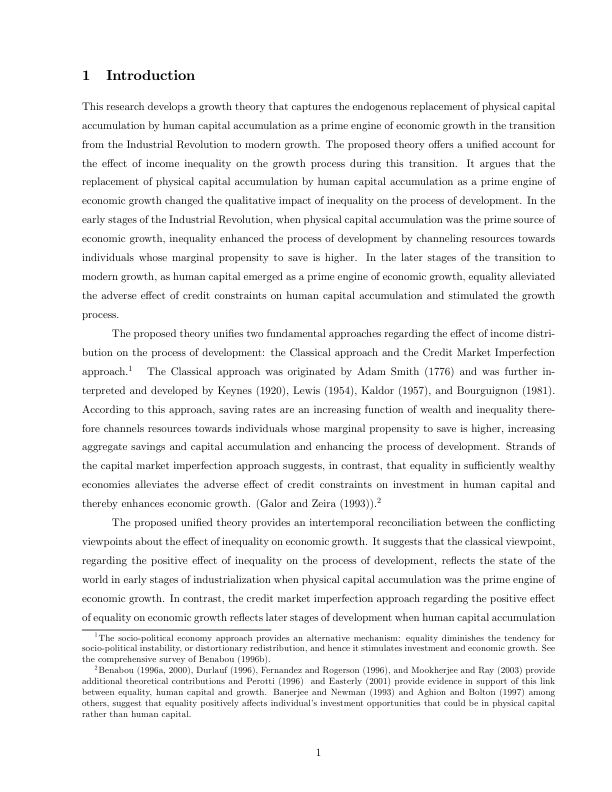 1 Introduction
This research develops a growth theory that captures the endogenous replacement of physical capital
accumulation by human capital accumulation as a prime engine of economic growth in the transition
from the Industrial Revolution to modern growth. The proposed theory offers a unified account for
the effect of income inequality on the growth process during this transition. It argues that the
replacement of physical capital accumulation by human capital accumulation as a prime engine of
economic growth changed the qualitative impact of inequality on the process of development. In the
early stages of the Industrial Revolution, when physical capital accumulation was the prime source of
economic growth, inequality enhanced the process of development by channeling resources towards
individuals whose marginal propensity to save is higher. In the later stages of the transition to
modern growth, as human capital emerged as a prime engine of economic growth, equality alleviated
the adverse effect of credit constraints on human capital accumulation and stimulated the growth
process.
The proposed theory unifies two fundamental approaches regarding the effect of income distri-
bution on the process of development: the Classical approach and the Credit Market Imperfection
approach.1 The Classical approach was originated by Adam Smith (1776) and was further in-
terpreted and developed by Keynes (1920), Lewis (1954), Kaldor (1957), and Bourguignon (1981).
According to this approach, saving rates are an increasing function of wealth and inequality there-
fore channels resources towards individuals whose marginal propensity to save is higher, increasing
aggregate savings and capital accumulation and enhancing the process of development. Strands of
the capital market imperfection approach suggests, in contrast, that equality in sufficiently wealthy
economies alleviates the adverse effect of credit constraints on investment in human capital and
thereby enhances economic growth. (Galor and Zeira (1993)).2
The proposed unified theory provides an intertemporal reconciliation between the conflicting
viewpoints about the effect of inequality on economic growth. It suggests that the classical viewpoint,
regarding the positive effect of inequality on the process of development, reflects the state of the
world in early stages of industrialization when physical capital accumulation was the prime engine of
economic growth. In contrast, the credit market imperfection approach regarding the positive effect
of equality on economic growth reflects later stages of development when human capital accumulation
1The socio-political economy approach provides an alternative mechanism: equality diminishes the tendency for
socio-political instability, or distortionary redistribution, and hence it stimulates investment and economic growth. See
the comprehensive survey of Benabou (1996b).
2Benabou (1996a, 2000), Durlauf (1996), Fernandez and Rogerson (1996), and Mookherjee and Ray (2003) provide
additional theoretical contributions and Perotti (1996) and Easterly (2001) provide evidence in support of this link
between equality, human capital and growth. Banerjee and Newman (1993) and Aghion and Bolton (1997) among
others, suggest that equality positively affects individual's investment opportunities that could be in physical capital
rather than human capital.
1